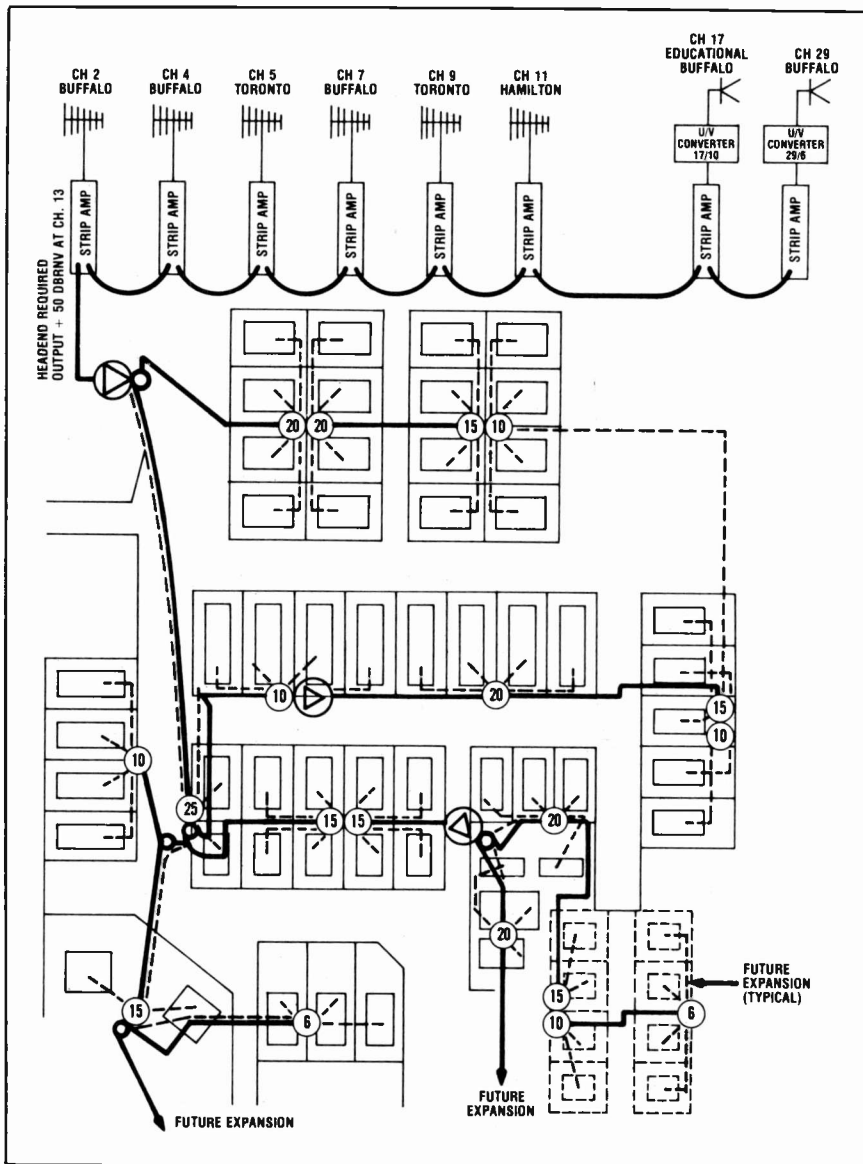 CH 2
BUFFALO
CH 4
BUFFALO
CH 5
TORONTO
CH 7
BUFFALO
CH 9
TORONTO
CH 11
HAMILTON
CH 17
EDUCATIONAL
BUFFALO
CH 29
BUFFALO
U/V
CONVERTER
17/10
U/V
CONVERTER
29/6
STRIP AMP
STRIP AMP
STRIP AMP
STRIP AMP
STRIP AMP
STRIP AMP
STRIP AMP
STRIP AMP
HEADEND REQUIRED
OUTPUT + 50 DBRNV AT CH. 13
20 20
15 10
10
20
15
10
10
25
15 15
20
20
15
10
6
15
6
FUTURE
EXPANSION
(TYPICAL)
FUTURE
EXPANSION
FUTURE EXPANSION